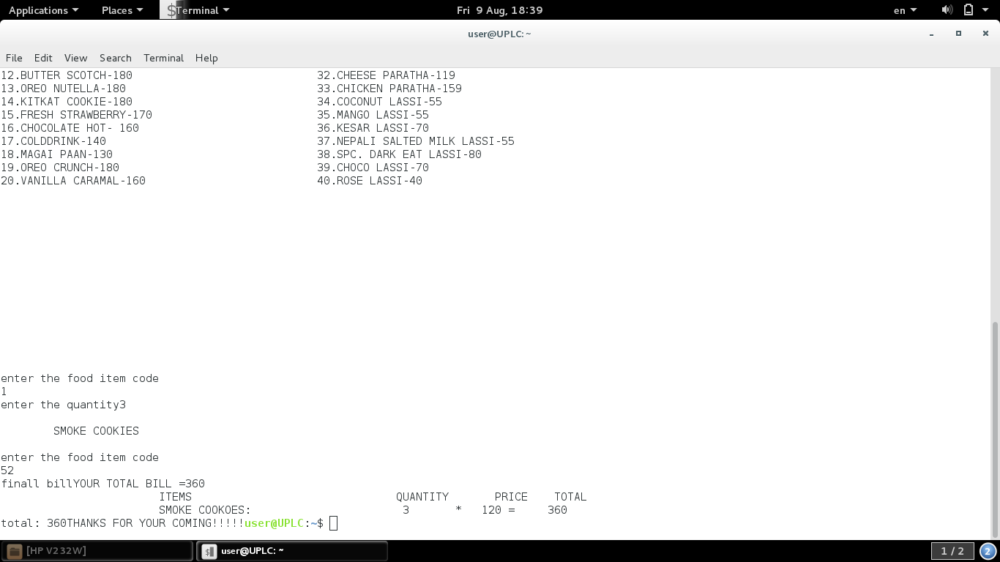 Applications Places $ Terminal Fri 9 Aug, 18:39 en
user@UPLC: ~
File Edit View Search Terminal Help
12.BUTTER SCOTCH-180 32.CHEESE PARATHA-119
13.OREO NUTELLA-180 33.CHICKEN PARATHA-159
14.KITKAT COOKIE-180 34.COCONUT LASSI-55
15.FRESH STRAWBERRY-170 35.MANGO LASSI-55
16.CHOCOLATE HOT- 160 36.KESAR LASSI-70
17.COLDDRINK-140 37.NEPALI SALTED MILK LASSI-55
18.MAGAI PAAN-130 38.SPC. DARK EAT LASSI-80
19.OREO CRUNCH-180 39.CHOCO LASSI-70
20.VANILLA CARAMAL-160 40.ROSE LASSI-40
enter the food item code
1
enter the quantity3
SMOKE COOKIES
enter the food item code
52
finall billYOUR TOTAL BILL =360
ITEMS QUANTITY PRICE TOTAL
SMOKE COOKOES: 3 * 120 = 360
total: 360THANKS FOR YOUR COMING!!!!!user@UPLC:~$
[HP V232W] user@UPLC: ~ 1 / 2 2